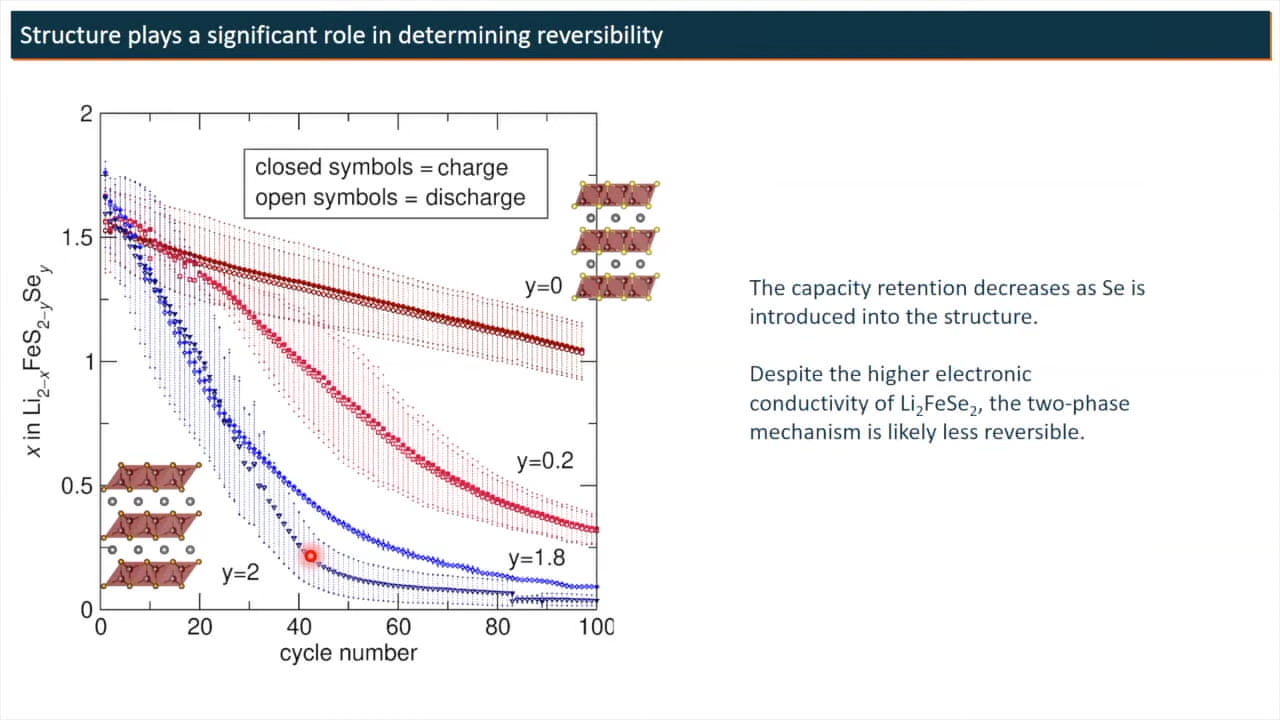 Structure plays a significant role in determining reversibility
2
1.5
1
0.5
0
x in Li₂₋ₓFeS₂₋ᵧSeᵧ
closed symbols = charge
open symbols = discharge
y=0
y=0.2
y=1.8
y=2
0 20 40 60 80 100
cycle number
The capacity retention decreases as Se is
introduced into the structure.
Despite the higher electronic
conductivity of Li₂FeSe₂, the two-phase
mechanism is likely less reversible.